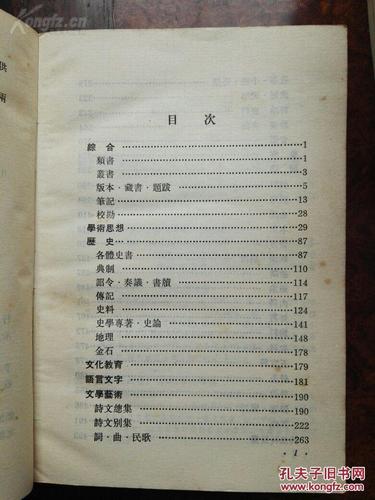 Kongfz.cn
供
兩
目 次
綜 合 1
類書 1
叢書 3
版本·藏書·題跋 5
筆記 13
校勘 28
學術思想 29
歷 史 87
各體史書 87
典制 110
詔令·奏議·書牘 114
傳記 117
史料 124
史學專著·史論 141
地理 148
金石 178
文化教育 179
語言文字 181
文學藝術 190
詩文總集 190
詩文別集 222
詞·曲·民歌 263
· 1 ·
孔夫子旧书网